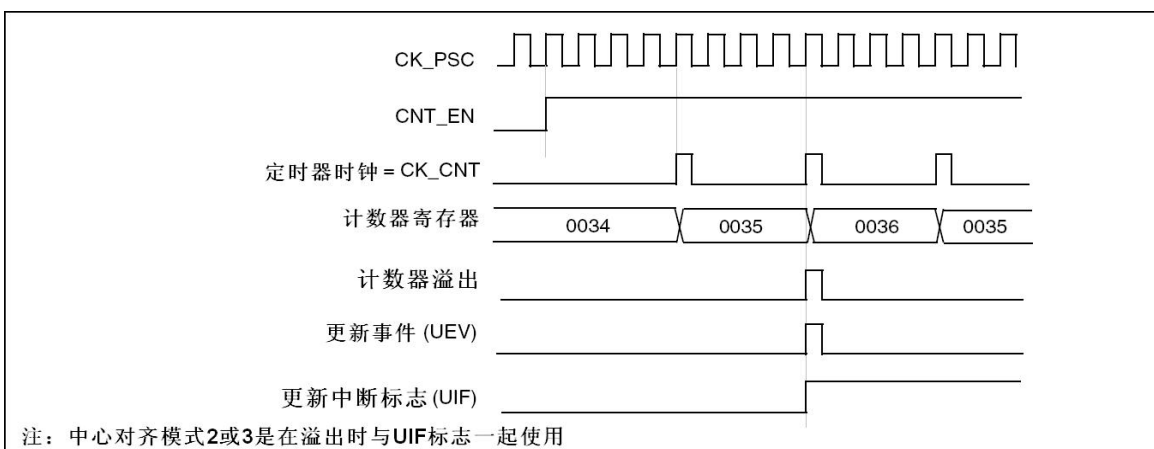 CK_PSC
CNT_EN
定时器时钟 = CK_CNT
计数器寄存器 0034 0035 0036 0035
计数器溢出
更新事件 (UEV)
更新中断标志 (UIF)
注：中心对齐模式2或3是在溢出时与UIF标志一起使用